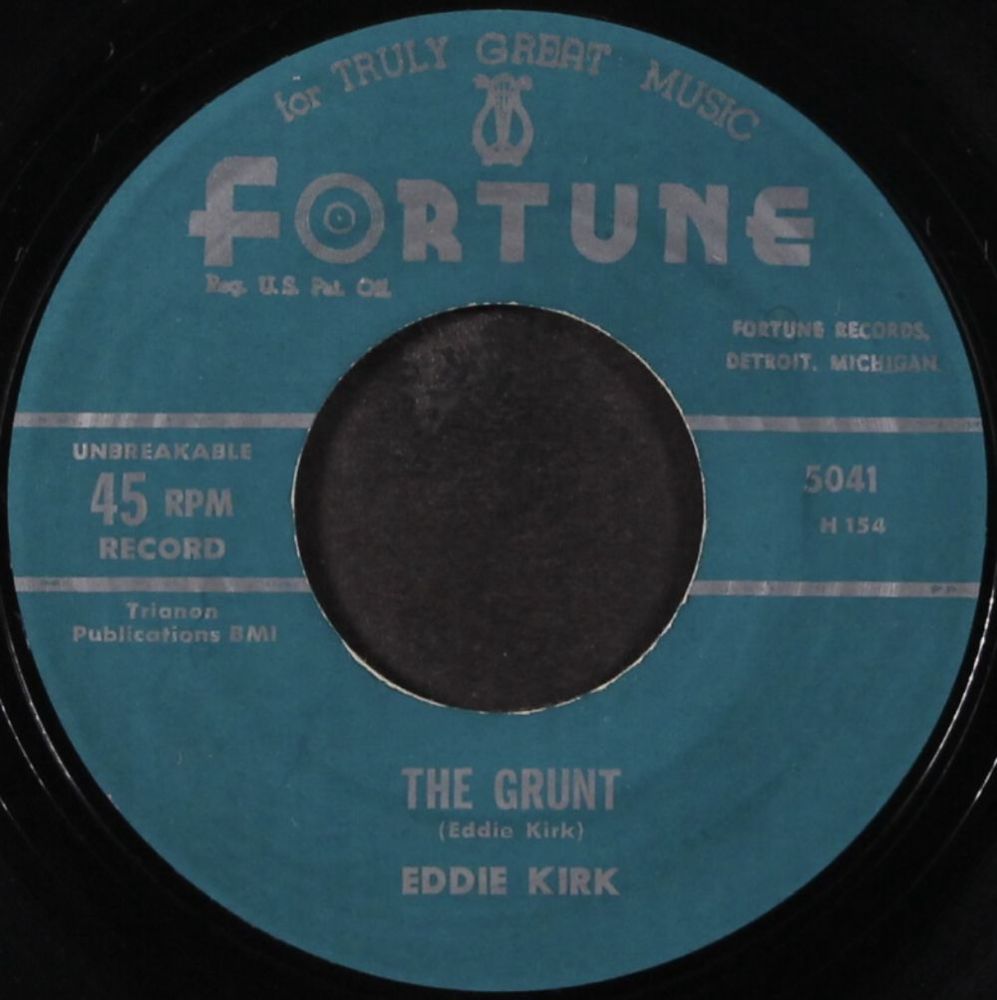 for TRULY GREAT MUSIC
FORTUNE
Reg. U.S. Pat. Off.
FORTUNE RECORDS,
DETROIT, MICHIGAN
UNBREAKABLE
45 RPM
RECORD
5041
H 154
Trianon
Publications BMI
THE GRUNT
(Eddie Kirk)
EDDIE KIRK